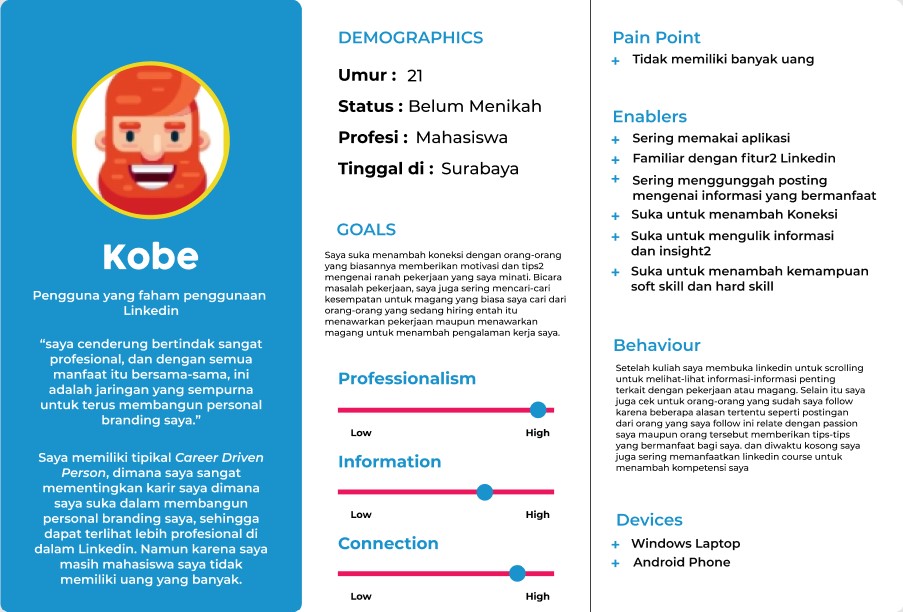 Kobe
Pengguna yang faham penggunaan
Linkedin
“saya cenderung bertindak sangat
profesional, dan dengan semua
manfaat itu bersama-sama, ini
adalah jaringan yang sempurna
untuk terus membangun personal
branding saya.”
Saya memiliki tipikal Career Driven
Person, dimana saya sangat
mementingkan karir saya dimana
saya suka dalam membangun
personal branding saya, sehingga
dapat terlihat lebih profesional di
dalam Linkedin. Namun karena saya
masih mahasiswa saya tidak
memiliki uang yang banyak.
DEMOGRAPHICS
Umur : 21
Status : Belum Menikah
Profesi : Mahasiswa
Tinggal di : Surabaya
GOALS
Saya suka menambah koneksi dengan orang-orang
yang biasannya memberikan motivasi dan tips2
mengenai ranah pekerjaan yang saya minati. Bicara
masalah pekerjaan, saya juga sering mencari-cari
kesempatan untuk magang yang biasa saya cari dari
orang-orang yang sedang hiring entah itu
menawarkan pekerjaan maupun menawarkan
magang untuk menambah pengalaman kerja saya.
Professionalism
Low High
Information
Low High
Connection
Low High
Pain Point
+ Tidak memiliki banyak uang
Enablers
+ Sering memakai aplikasi
+ Familiar dengan fitur2 Linkedin
+ Sering menggunggah posting
mengenai informasi yang bermanfaat
+ Suka untuk menambah Koneksi
+ Suka untuk mengulik informasi
dan insight2
+ Suka untuk menambah kemampuan
soft skill dan hard skill
Behaviour
Setelah kuliah saya membuka linkedin untuk scrolling
untuk melihat-lihat informasi-informasi penting
terkait dengan pekerjaan atau magang. Selain itu saya
juga cek untuk orang-orang yang sudah saya follow
karena beberapa alasan tertentu seperti postingan
dari orang yang saya follow ini relate dengan passion
saya maupun orang tersebut memberikan tips-tips
yang bermanfaat bagi saya. dan diwaktu kosong saya
juga sering memanfaatkan linkedin course untuk
menambah kompetensi saya
Devices
+ Windows Laptop
+ Android Phone